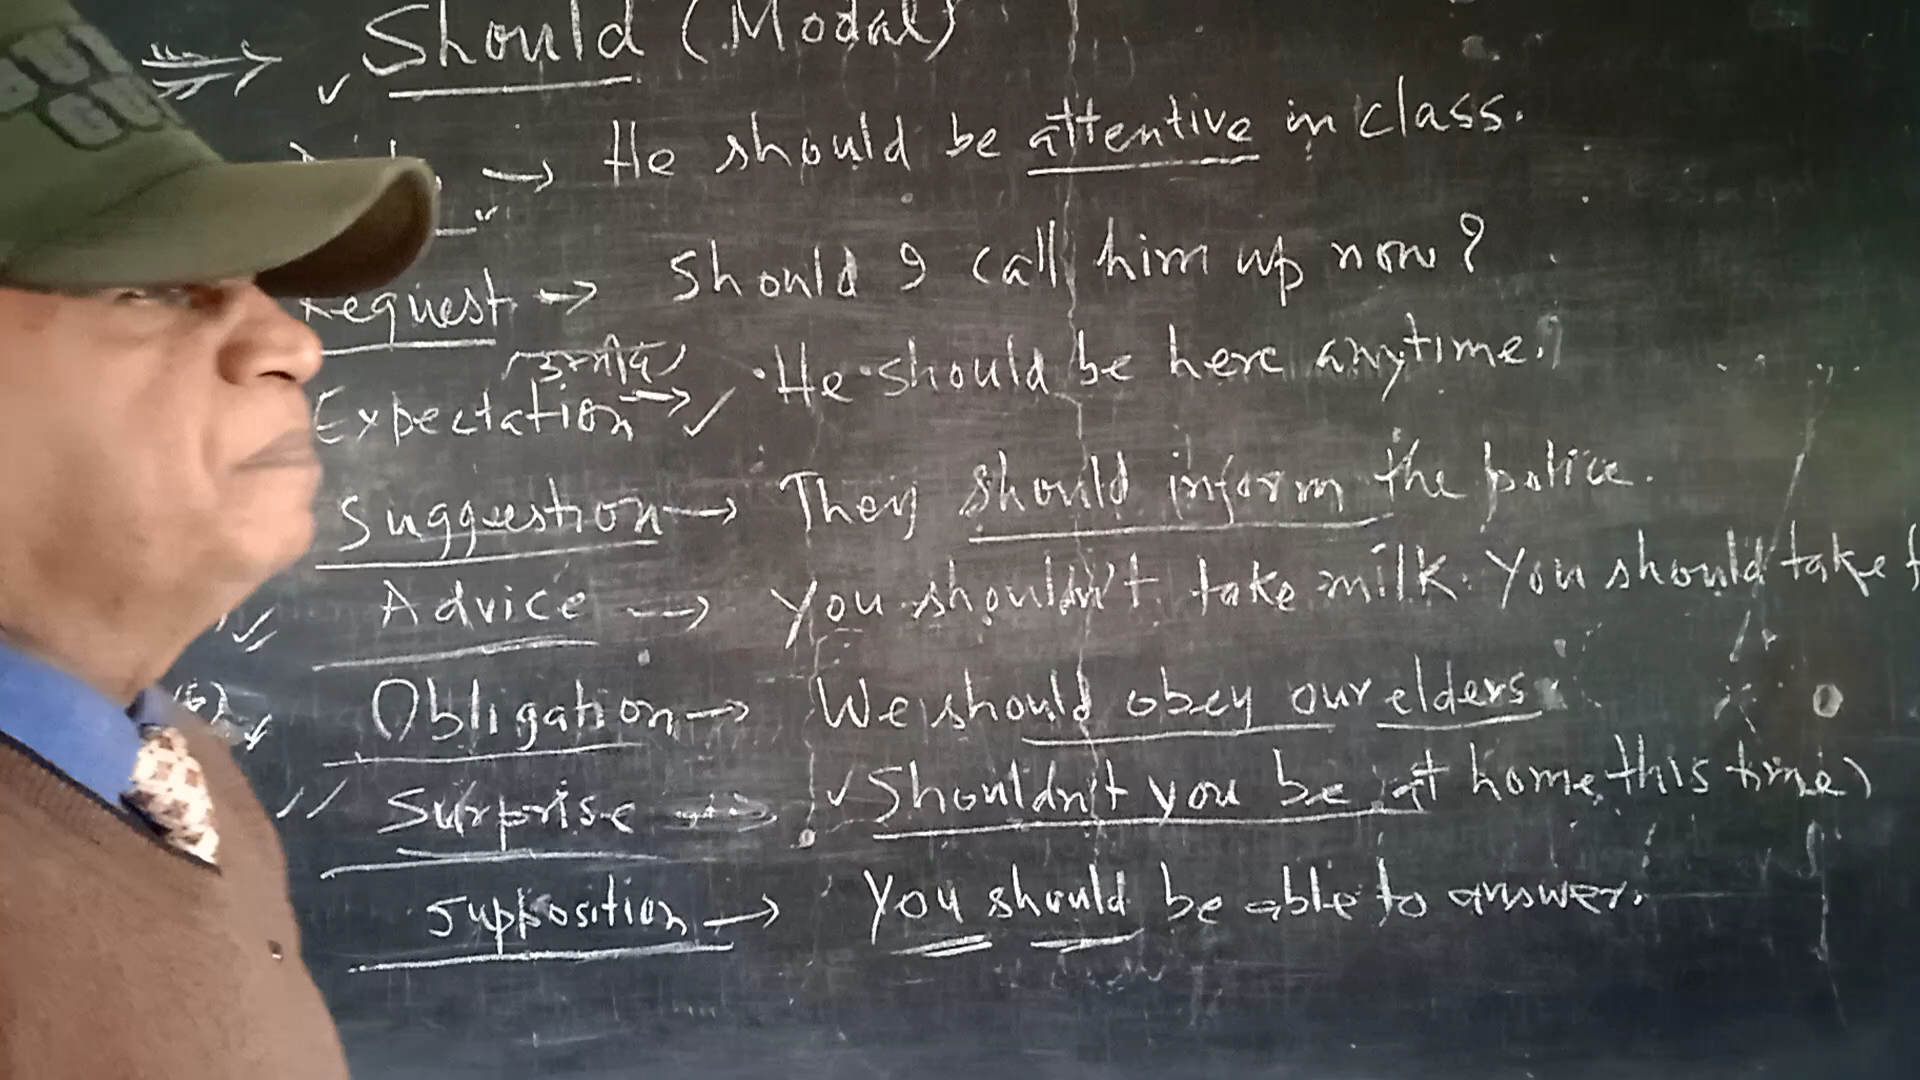 Should (Modal)
→ He should be attentive in class.
Request → Should I call him up now?
(उम्मीद)
Expectation → He should be here anytime.
Sugguestion → They should inform the police.
Advice → You shouldn't take milk. You should take
Obligation → We should obey our elders.
Surprise → Shouldn't you be at home this time)
Supposition → You should be able to answer.